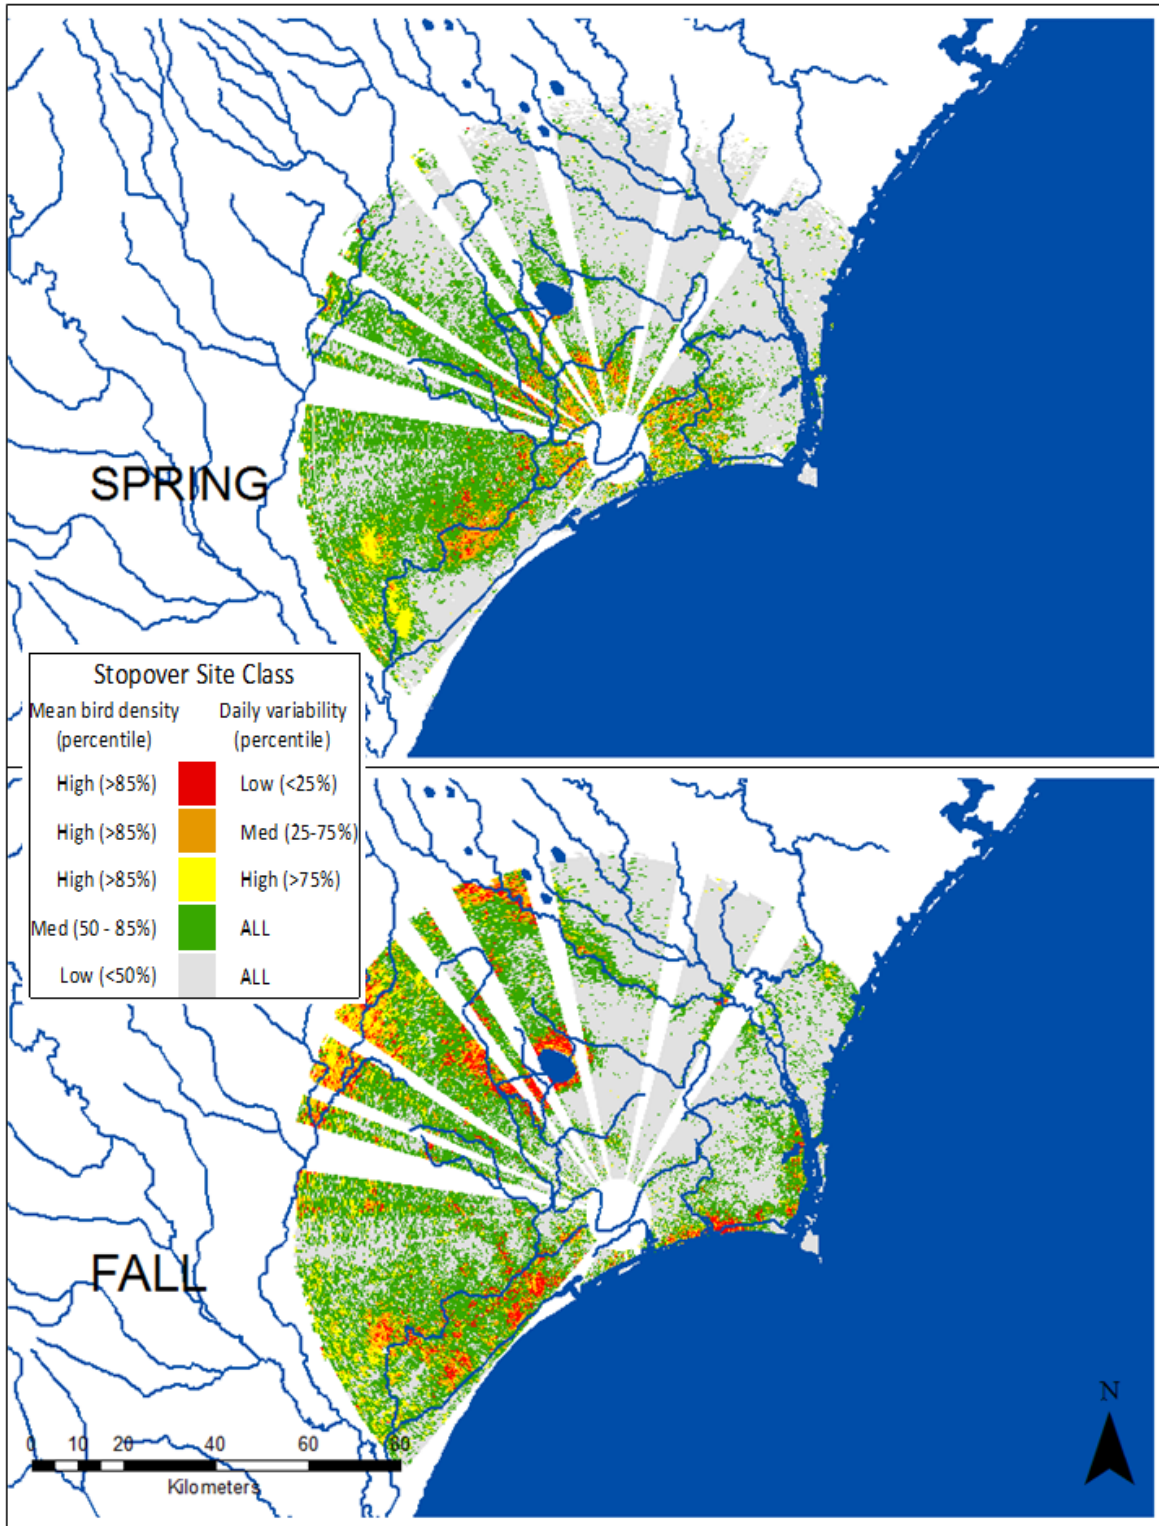 SPRING
Stopover Site Class
Mean bird density Daily variability
(percentile) (percentile)
High (>85%) Low (<25%)
High (>85%) Med (25-75%)
High (>85%) High (>75%)
Med (50 - 85%) ALL
Low (<50%) ALL
FALL
N
0 10 20 40 60 80
Kilometers